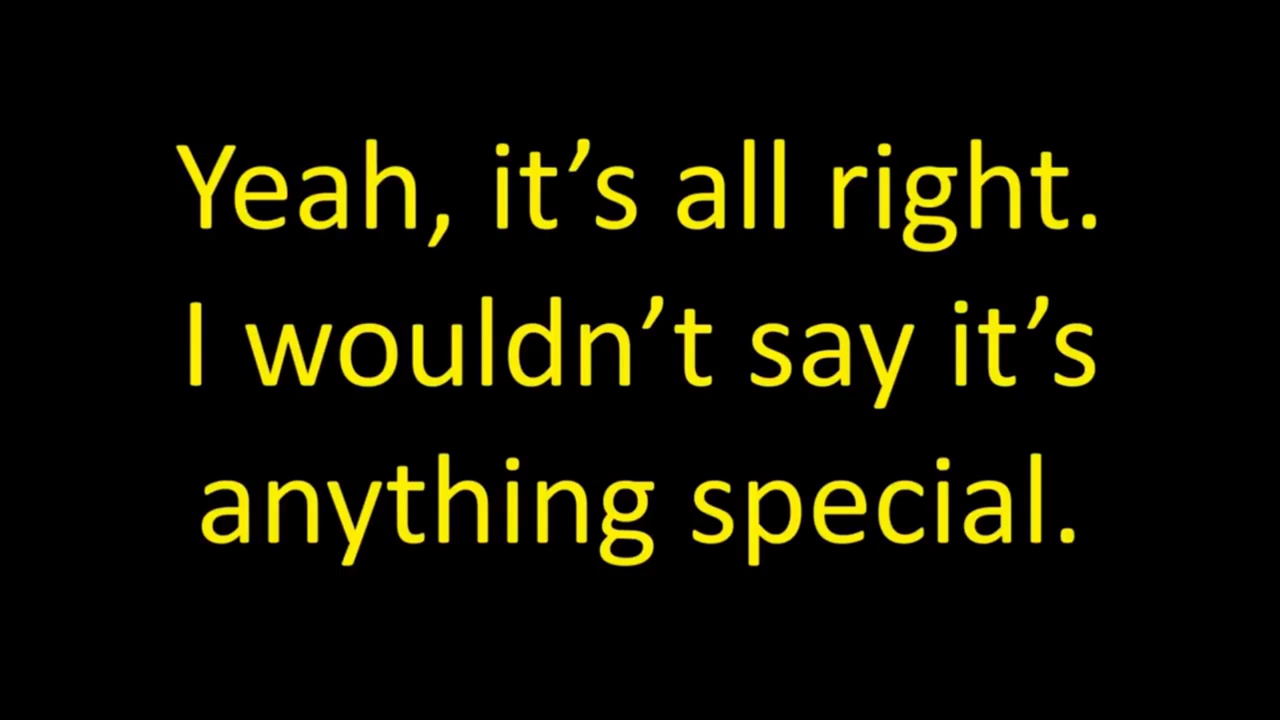 Yeah, it’s all right.
I wouldn’t say it’s
anything special.